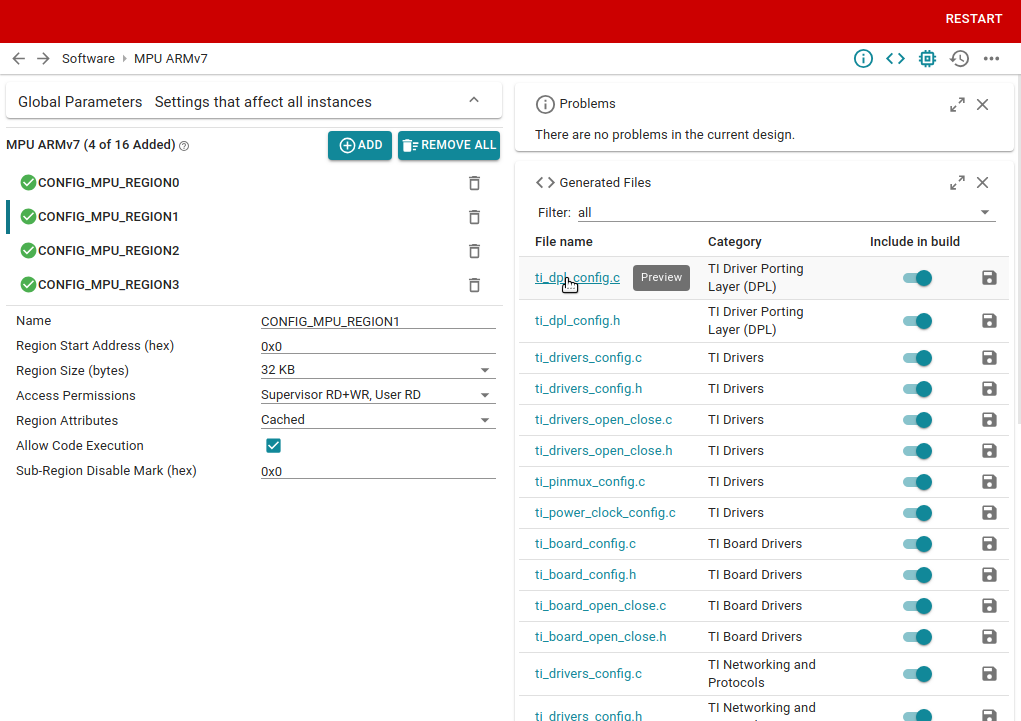 RESTART
Software › MPU ARMv7
Global Parameters Settings that affect all instances
MPU ARMv7 (4 of 16 Added)
ADD
REMOVE ALL
CONFIG_MPU_REGION0
CONFIG_MPU_REGION1
CONFIG_MPU_REGION2
CONFIG_MPU_REGION3
Name CONFIG_MPU_REGION1
Region Start Address (hex) 0x0
Region Size (bytes) 32 KB
Access Permissions Supervisor RD+WR, User RD
Region Attributes Cached
Allow Code Execution
Sub-Region Disable Mark (hex) 0x0
Problems
There are no problems in the current design.
Generated Files
Filter: all
File name Category Include in build
ti_dpl_config.c Preview TI Driver Porting
Layer (DPL)
ti_dpl_config.h TI Driver Porting
Layer (DPL)
ti_drivers_config.c TI Drivers
ti_drivers_config.h TI Drivers
ti_drivers_open_close.c TI Drivers
ti_drivers_open_close.h TI Drivers
ti_pinmux_config.c TI Drivers
ti_power_clock_config.c TI Drivers
ti_board_config.c TI Board Drivers
ti_board_config.h TI Board Drivers
ti_board_open_close.c TI Board Drivers
ti_board_open_close.h TI Board Drivers
ti_drivers_config.c TI Networking and
Protocols
ti_drivers_config.h TI Networking and